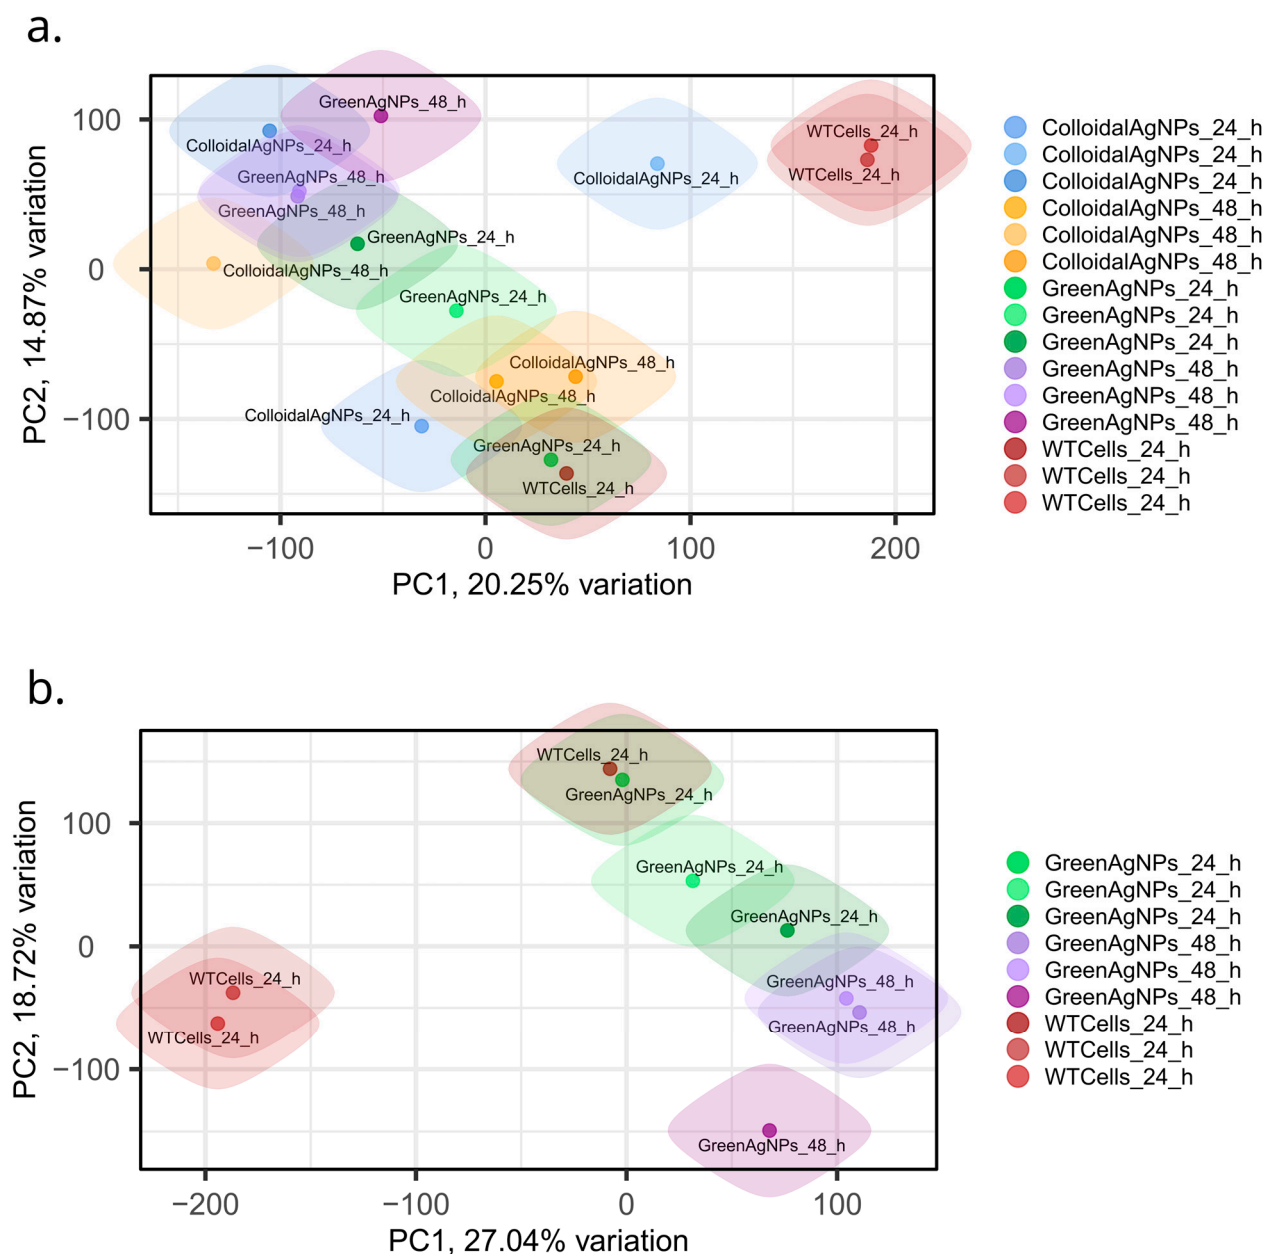 a.
GreenAgNPs_48_h
ColloidalAgNPs_24_h
GreenAgNPs_48_h
GreenAgNPs_48_h
GreenAgNPs_24_h
ColloidalAgNPs_48_h
GreenAgNPs_24_h
ColloidalAgNPs_24_h
WTCells_24_h
WTCells_24_h
ColloidalAgNPs_48_h
ColloidalAgNPs_48_h
ColloidalAgNPs_24_h
GreenAgNPs_24_h
WTCells_24_h
100
0
−100
PC2, 14.87% variation
−100
0
100
200
PC1, 20.25% variation
ColloidalAgNPs_24_h
ColloidalAgNPs_24_h
ColloidalAgNPs_24_h
ColloidalAgNPs_48_h
ColloidalAgNPs_48_h
ColloidalAgNPs_48_h
GreenAgNPs_24_h
GreenAgNPs_24_h
GreenAgNPs_24_h
GreenAgNPs_48_h
GreenAgNPs_48_h
GreenAgNPs_48_h
WTCells_24_h
WTCells_24_h
WTCells_24_h
b.
WTCells_24_h
GreenAgNPs_24_h
GreenAgNPs_24_h
GreenAgNPs_24_h
GreenAgNPs_48_h
GreenAgNPs_48_h
GreenAgNPs_48_h
WTCells_24_h
WTCells_24_h
100
0
−100
PC2, 18.72% variation
−200
−100
0
100
PC1, 27.04% variation
GreenAgNPs_24_h
GreenAgNPs_24_h
GreenAgNPs_24_h
GreenAgNPs_48_h
GreenAgNPs_48_h
GreenAgNPs_48_h
WTCells_24_h
WTCells_24_h
WTCells_24_h